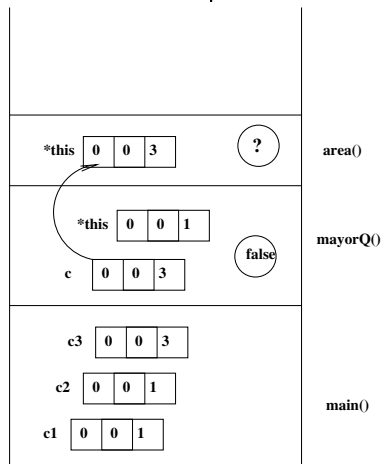 *this 0 0 3 ? area()
*this 0 0 1
mayorQ()
false
c 0 0 3
c3 0 0 3
c2 0 0 1
main()
c1 0 0 1